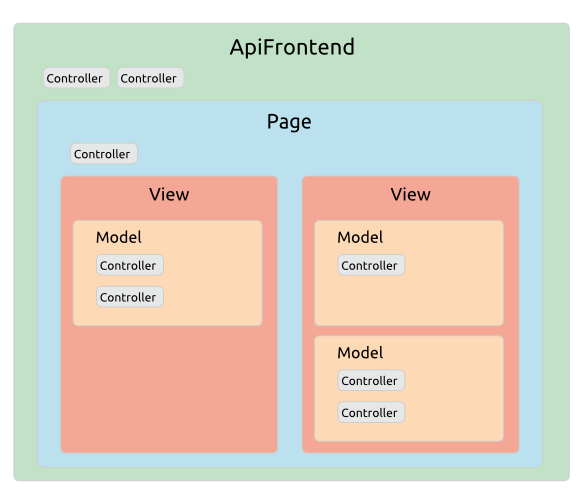 ApiFrontend
Controller Controller
Page
Controller
View
Model
Controller
Controller
View
Model
Controller
Model
Controller
Controller